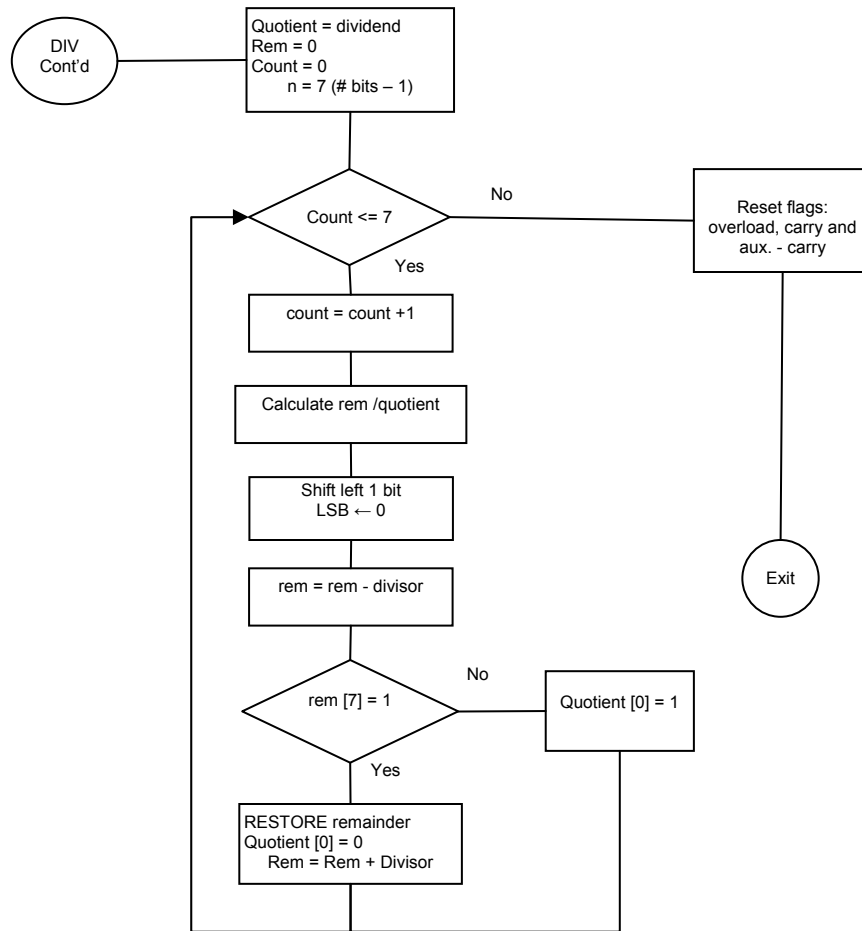 DIV
Cont’d
Quotient = dividend
Rem = 0
Count = 0
n = 7 (# bits – 1)
Count <= 7
No
Reset flags:
overload, carry and
aux. - carry
Yes
count = count +1
Calculate rem /quotient
Shift left 1 bit
LSB ← 0
rem = rem - divisor
Exit
rem [7] = 1
No
Quotient [0] = 1
Yes
RESTORE remainder
Quotient [0] = 0
Rem = Rem + Divisor